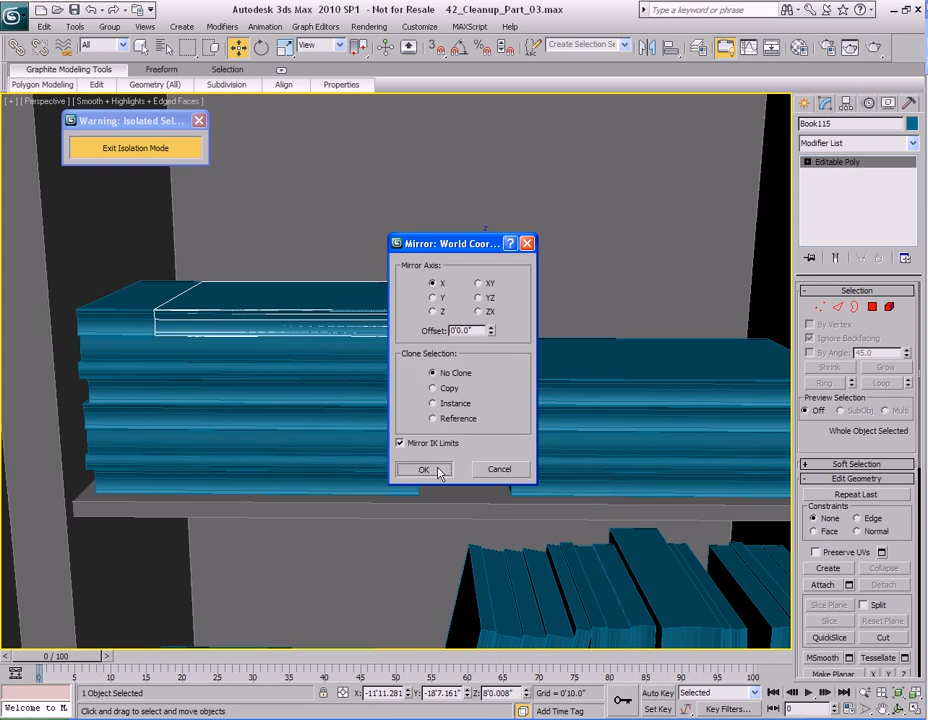 Autodesk 3ds Max 2010 SP1 - Not for Resale 42_Cleanup_Part_03.max
Type a keyword or phrase
Edit Tools Group Views Create Modifiers Animation Graph Editors Rendering Customize MAXScript Help
All View Create Selection Se
Graphite Modeling Tools Freeform Selection
Polygon Modeling Edit Geometry (All) Subdivision Align Properties
[ + ] [ Perspective ] [ Smooth + Highlights + Edged Faces ]
Warning: Isolated Sel...
Exit Isolation Mode
z
Mirror: World Coor...
Mirror Axis:
X XY
Y YZ
Z ZX
Offset: 0'0.0"
Clone Selection:
No Clone
Copy
Instance
Reference
Mirror IK Limits
OK Cancel
Book115
Modifier List
Editable Poly
- Selection
By Vertex
Ignore Backfacing
By Angle: 45.0
Shrink Grow
Ring Loop
Preview Selection
Off SubObj Multi
Whole Object Selected
+ Soft Selection
- Edit Geometry
Repeat Last
Constraints
None Edge
Face Normal
Preserve UVs
Create Collapse
Attach Detach
Slice Plane Split
Slice Reset Plane
QuickSlice Cut
MSmooth Tessellate
Make Planar X Y Z
< 0 / 100 >
0 5 10 15 20 25 30 35 40 45 50 55 60 65 70 75 80 85 90 95 100
1 Object Selected X: -11'11.281 Y: -18'7.161" Z: 8'0.008" Grid = 0'10.0" Auto Key Selected
Welcome to M Click and drag to select and move objects Add Time Tag Set Key Key Filters... 0